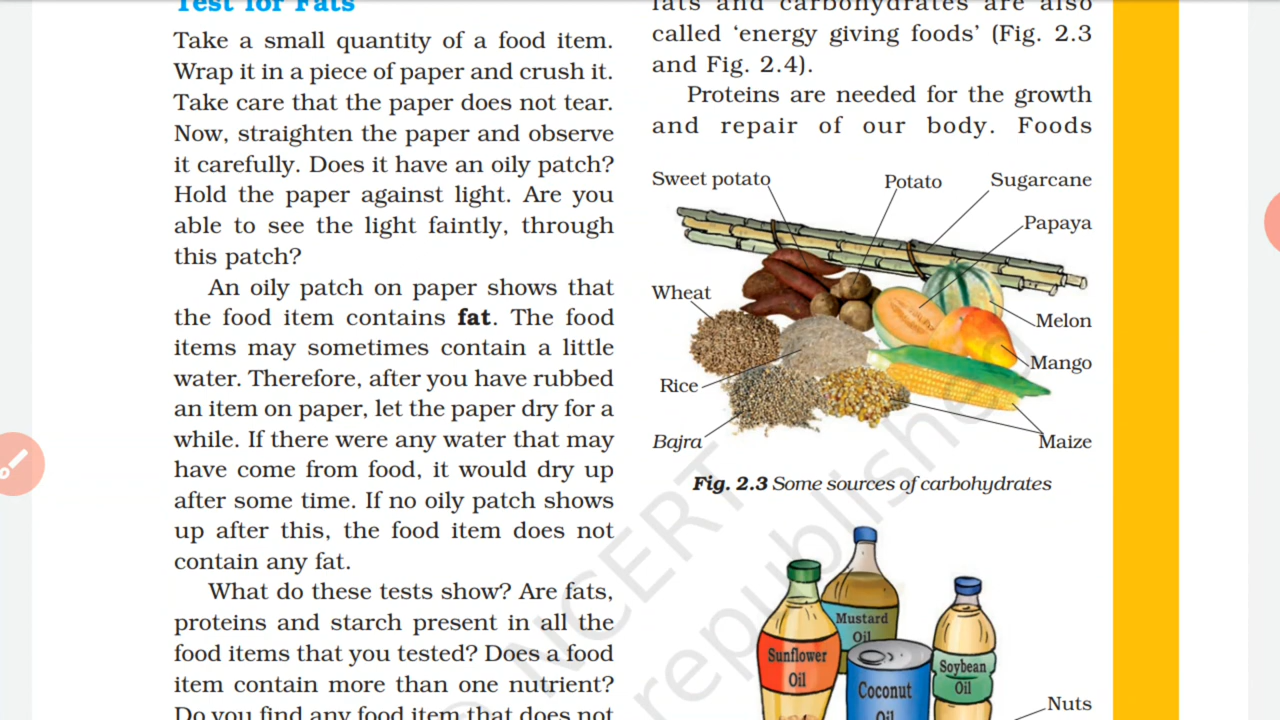 Test for Fats
Take a small quantity of a food item.
Wrap it in a piece of paper and crush it.
Take care that the paper does not tear.
Now, straighten the paper and observe
it carefully. Does it have an oily patch?
Hold the paper against light. Are you
able to see the light faintly, through
this patch?
An oily patch on paper shows that
the food item contains fat. The food
items may sometimes contain a little
water. Therefore, after you have rubbed
an item on paper, let the paper dry for a
while. If there were any water that may
have come from food, it would dry up
after some time. If no oily patch shows
up after this, the food item does not
contain any fat.
What do these tests show? Are fats,
proteins and starch present in all the
food items that you tested? Does a food
item contain more than one nutrient?
Do you find any food item that does not
fats and carbohydrates are also
called ‘energy giving foods’ (Fig. 2.3
and Fig. 2.4).
Proteins are needed for the growth
and repair of our body. Foods
Sweet potato
Potato
Sugarcane
Papaya
Wheat
Melon
Mango
Rice
Bajra
Maize
Fig. 2.3 Some sources of carbohydrates
Mustard
Oil
Sunflower
Oil
Coconut
Oil
Soybean
Oil
Nuts
NCERT
republished